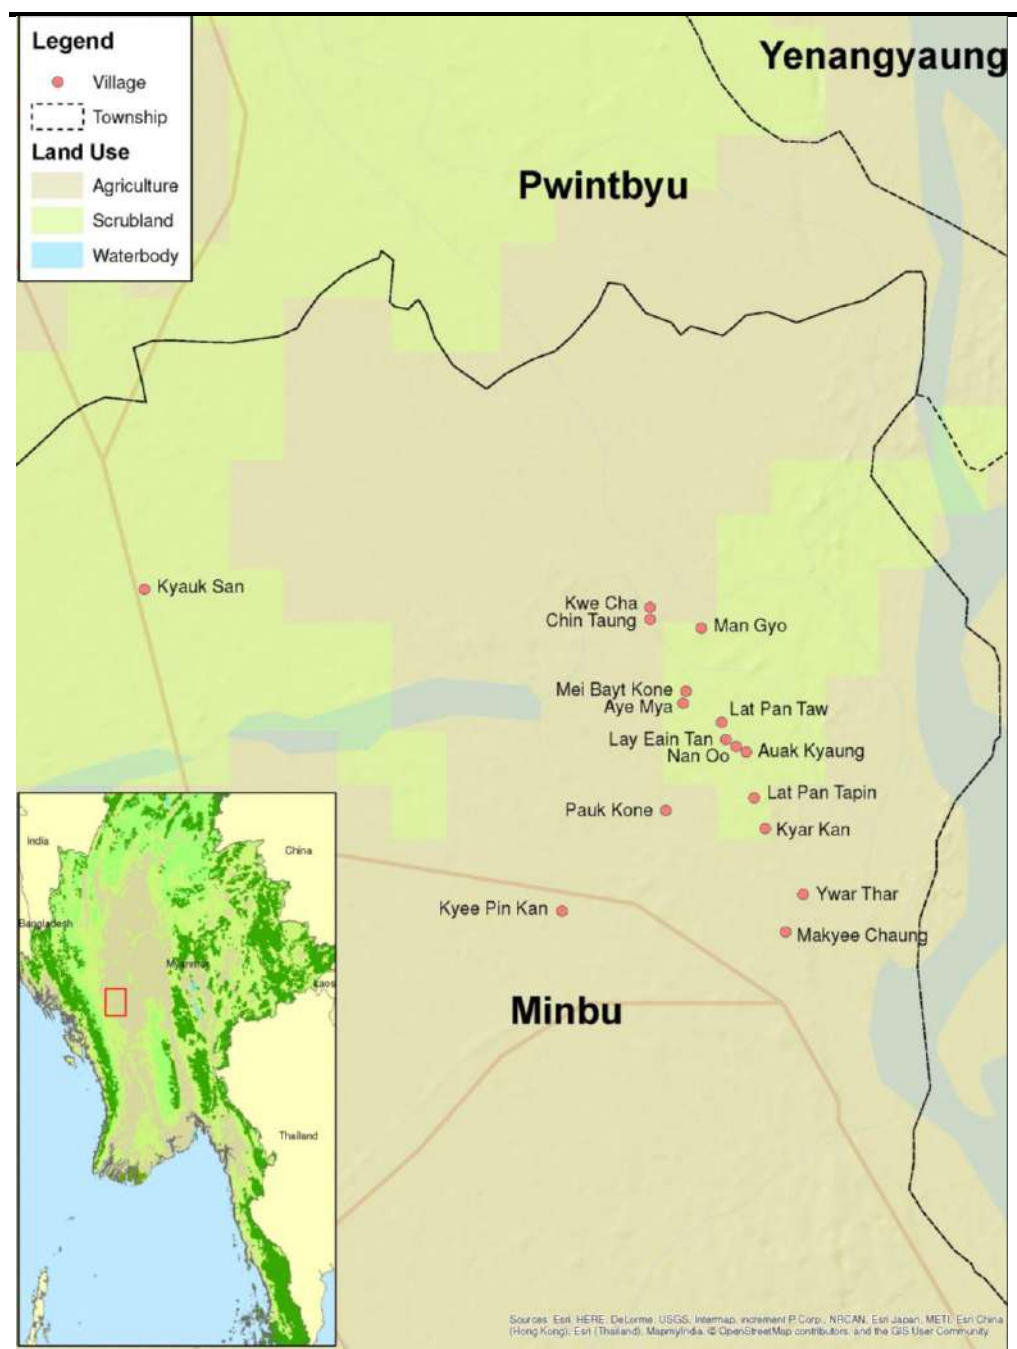 Legend
Village
Township
Land Use
Agriculture
Scrubland
Waterbody
Yenangyaung
Pwintbyu
Kyauk San
Kwe Cha
Chin Taung
Man Gyo
Mei Bayt Kone
Aye Mya
Lat Pan Taw
Lay Eain Tan
Nan Oo
Auak Kyaung
Lat Pan Tapin
Pauk Kone
Kyar Kan
Ywar Thar
Kyee Pin Kan
Makyee Chaung
Minbu
India
China
Bangladesh
Myanmar
Laos
Thailand
Sources: Esri, HERE, DeLorme, USGS, Intermap, increment P Corp., NRCAN, Esri Japan, METI, Esri China
(Hong Kong), Esri (Thailand), MapmyIndia, © OpenStreetMap contributors, and the GIS User Community